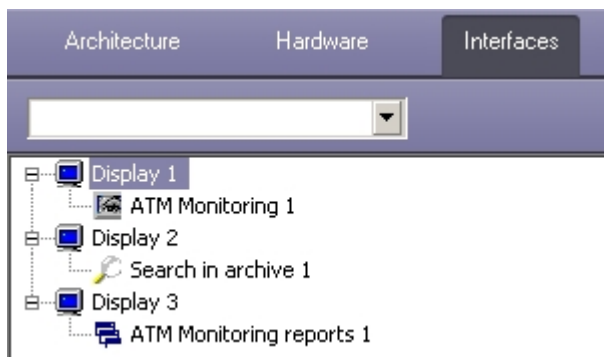 Architecture Hardware Interfaces
Display 1
ATM Monitoring 1
Display 2
Search in archive 1
Display 3
ATM Monitoring reports 1